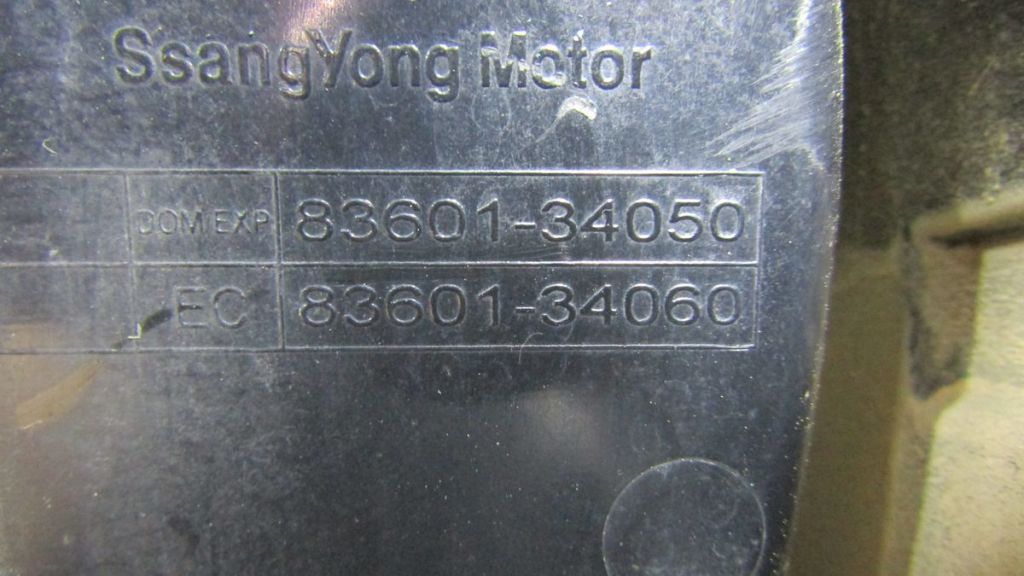 SsangYong Motor
DOM/EXP 83601-34050
EC 83601-34060